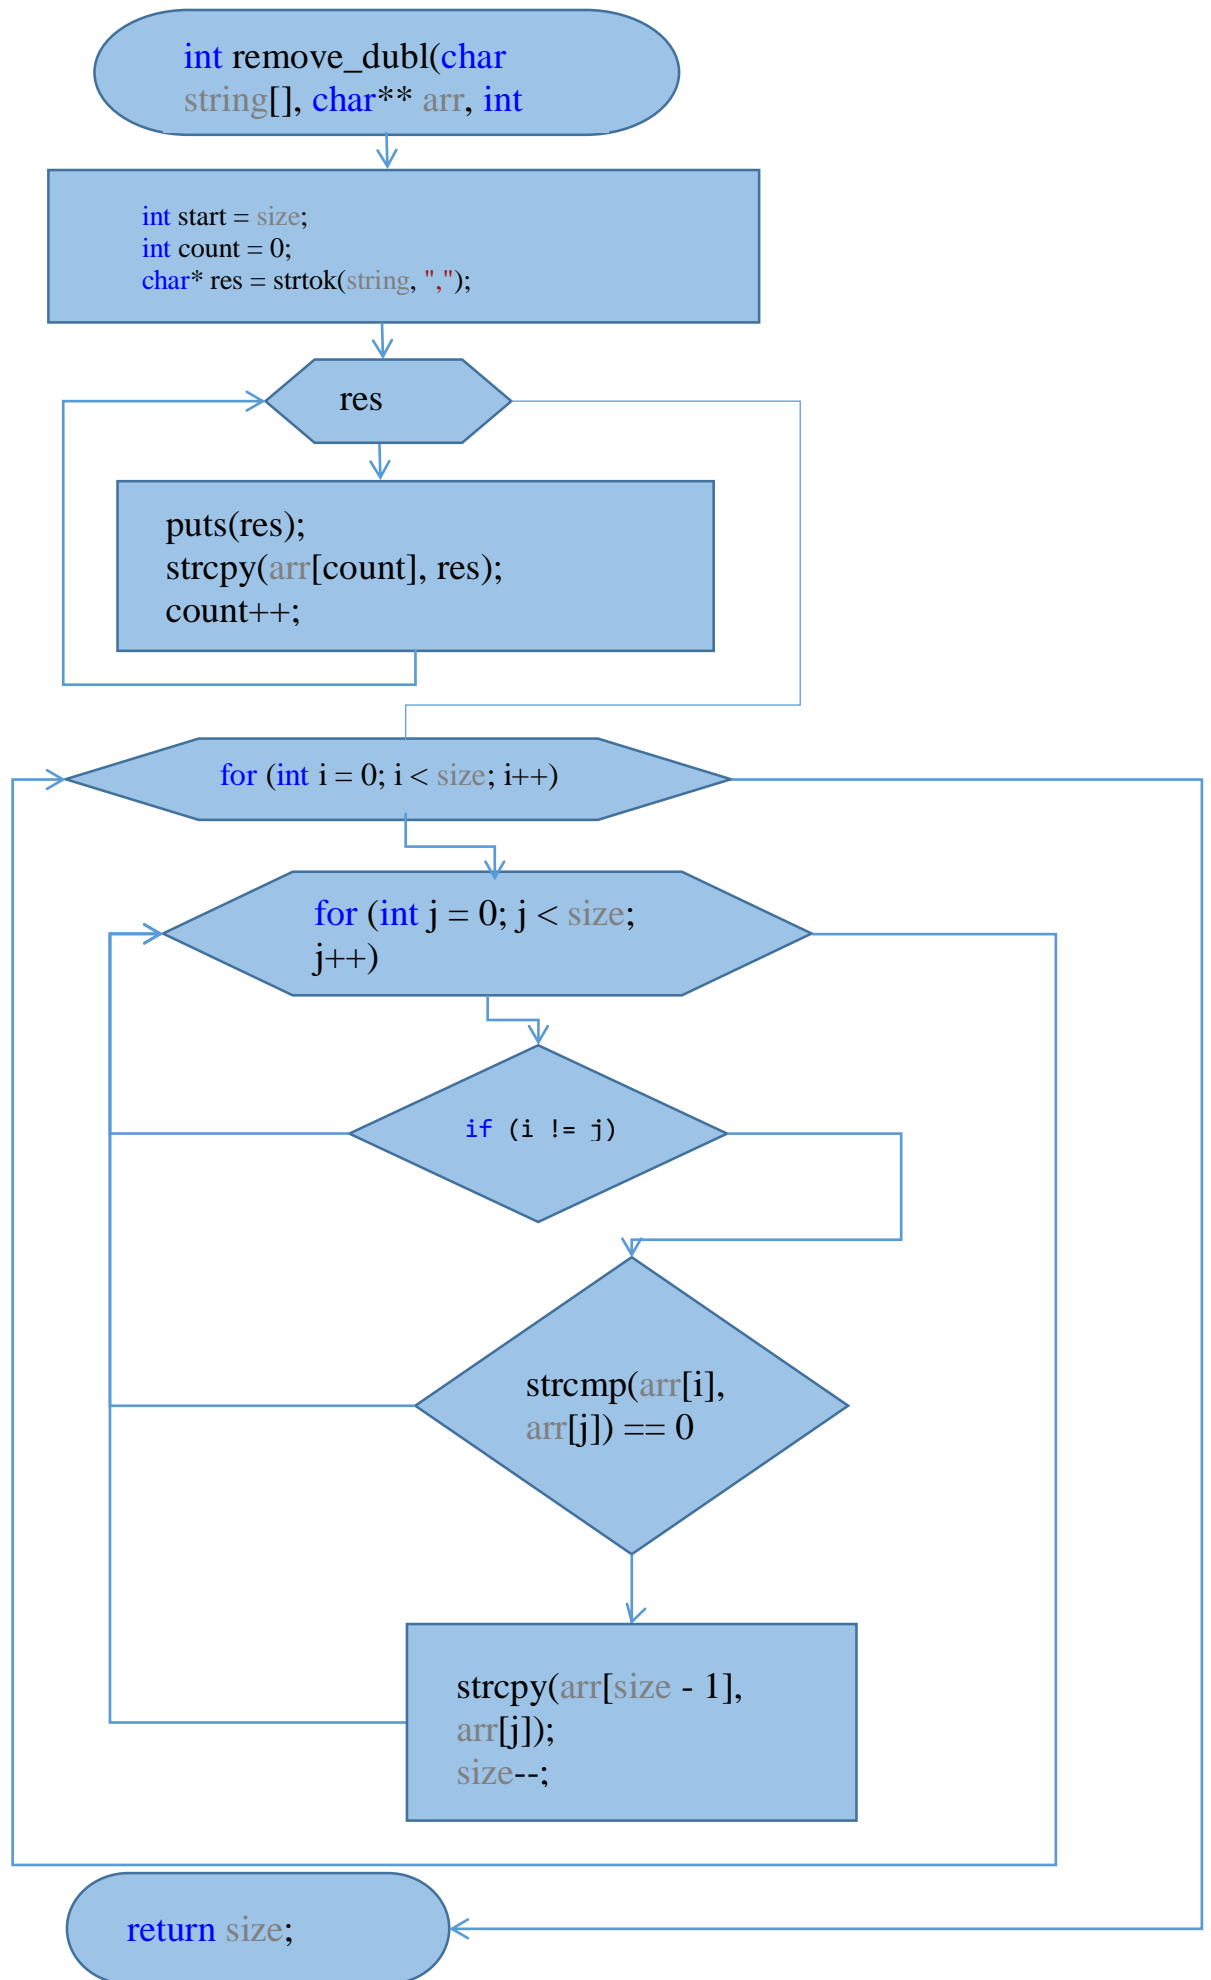 int remove_dubl(char
string[], char** arr, int
int start = size;
int count = 0;
char* res = strtok(string, ",");
res
puts(res);
strcpy(arr[count], res);
count++;
for (int i = 0; i < size; i++)
for (int j = 0; j < size;
j++)
if (i != j)
strcmp(arr[i],
arr[j]) == 0
strcpy(arr[size - 1],
arr[j]);
size--;
return size;